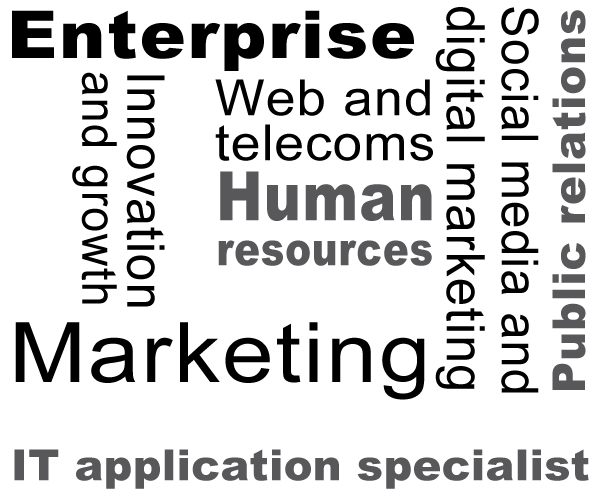 Enterprise
Innovation
and growth
Web and
telecoms
Human
resources
Social media and
digital marketing
Public relations
Marketing
IT application specialist